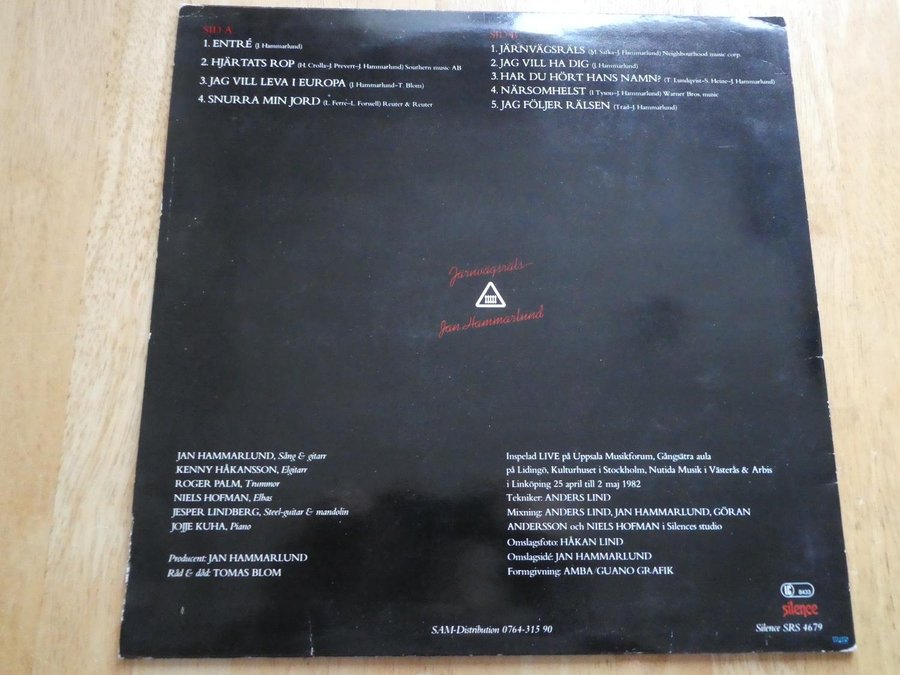 SID A
1. ENTRÉ (J. Hammarlund)
2. HJÄRTATS ROP (H. Crolla–J. Prevert–J. Hammarlund) Southern music AB
3. JAG VILL LEVA I EUROPA (J. Hammarlund–T. Blom)
4. SNURRA MIN JORD (L. Ferré–L. Forssell) Reuter & Reuter
SID B
1. JÄRNVÄGSRÄLS (M. Safka–J. Hammarlund) Neighbourhood music corp.
2. JAG VILL HA DIG (J. Hammarlund)
3. HAR DU HÖRT HANS NAMN? (T. Lundqvist–S. Heine–J. Hammarlund)
4. NÄRSOMHELST (I Tyson–J. Hammarlund) Warner Bros. music
5. JAG FÖLJER RÄLSEN (Trad–J. Hammarlund)
Järnvägsräls
Jan Hammarlund
JAN HAMMARLUND, Sång & gitarr
KENNY HÅKANSSON, Elgitarr
ROGER PALM, Trummor
NIELS HOFMAN, Elbas
JESPER LINDBERG, Steel-guitar & mandolin
JOJJE KUHA, Piano
Producent: JAN HAMMARLUND
Råd & dåd: TOMAS BLOM
Inspelad LIVE på Uppsala Musikforum, Gångsätra aula
på Lidingö, Kulturhuset i Stockholm, Nutida Musik i Västerås & Arbis
i Linköping 25 april till 2 maj 1982
Tekniker: ANDERS LIND
Mixning: ANDERS LIND, JAN HAMMARLUND, GÖRAN
ANDERSSON och NIELS HOFMAN i Silences studio
Omslagsfoto: HÅKAN LIND
Omslagsidé: JAN HAMMARLUND
Formgivning: AMBA/GUANO GRAFIK
8433
silence
SAM-Distribution 0764-315 90
Silence SRS 4679